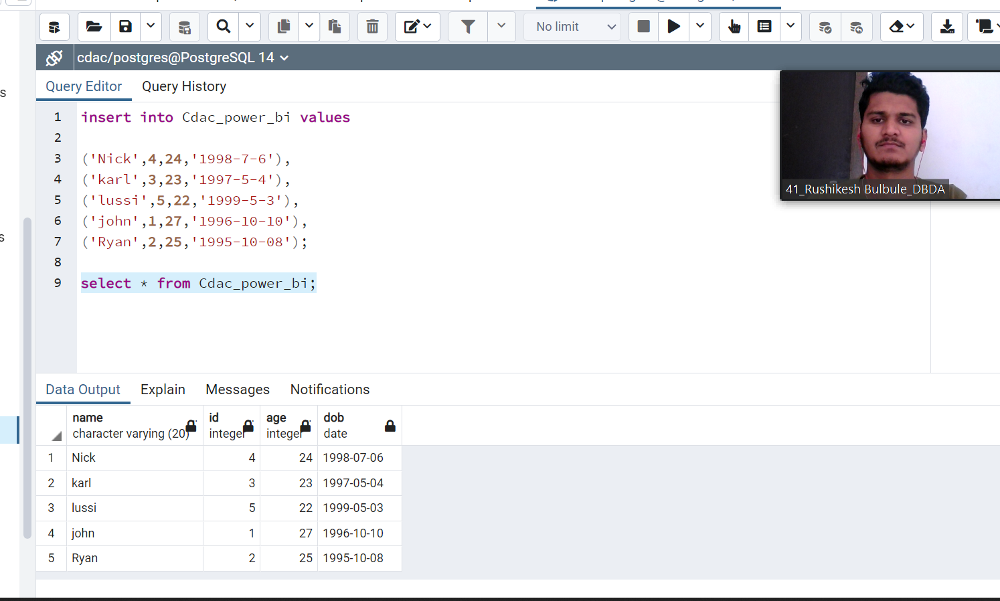 No limit
cdac/postgres@PostgreSQL 14
Query Editor Query History
1 insert into Cdac_power_bi values
2
3 ('Nick',4,24,'1998-7-6'),
4 ('karl',3,23,'1997-5-4'),
5 ('lussi',5,22,'1999-5-3'),
6 ('john',1,27,'1996-10-10'),
7 ('Ryan',2,25,'1995-10-08');
8
9 select * from Cdac_power_bi;
41_Rushikesh Bulbule_DBDA
s
s
Data Output Explain Messages Notifications
name id age dob
character varying (20) integer integer date
1 Nick 4 24 1998-07-06
2 karl 3 23 1997-05-04
3 lussi 5 22 1999-05-03
4 john 1 27 1996-10-10
5 Ryan 2 25 1995-10-08